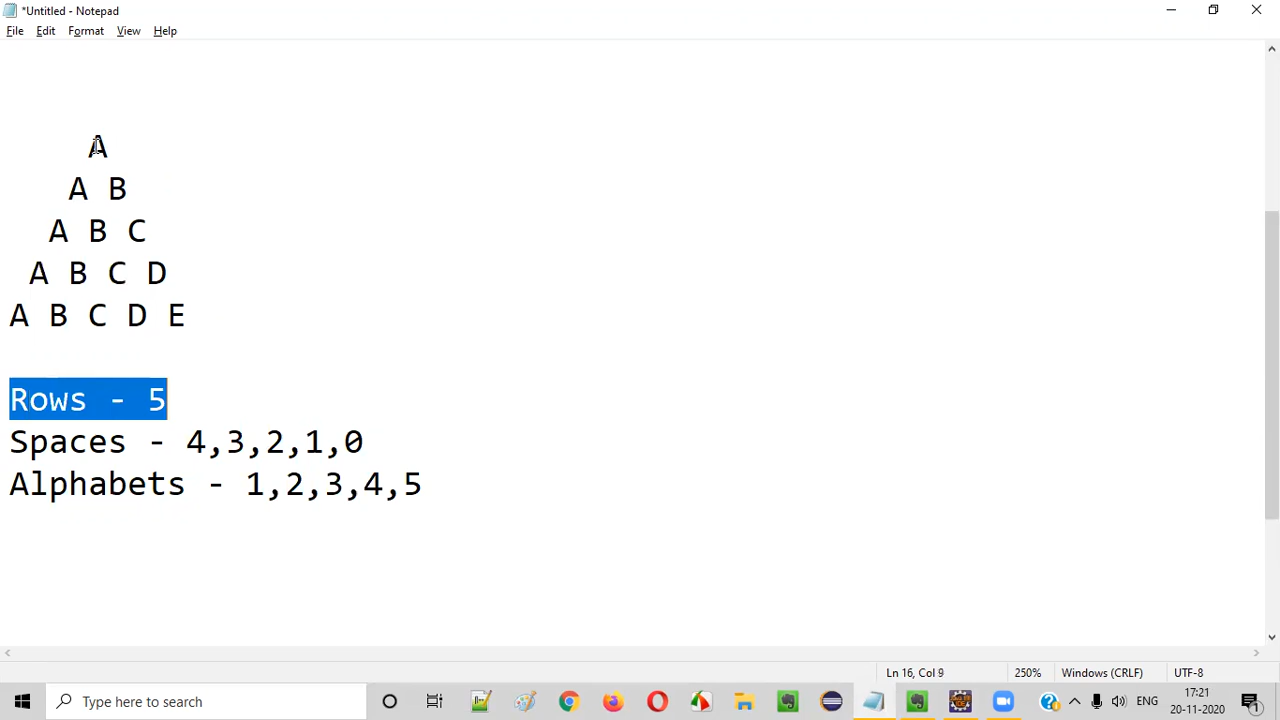 *Untitled - Notepad
File Edit Format View Help
A
A B
A B C
A B C D
A B C D E
Rows - 5
Spaces - 4,3,2,1,0
Alphabets - 1,2,3,4,5
Ln 16, Col 9 250% Windows (CRLF) UTF-8
Type here to search
ENG
17:21
20-11-2020